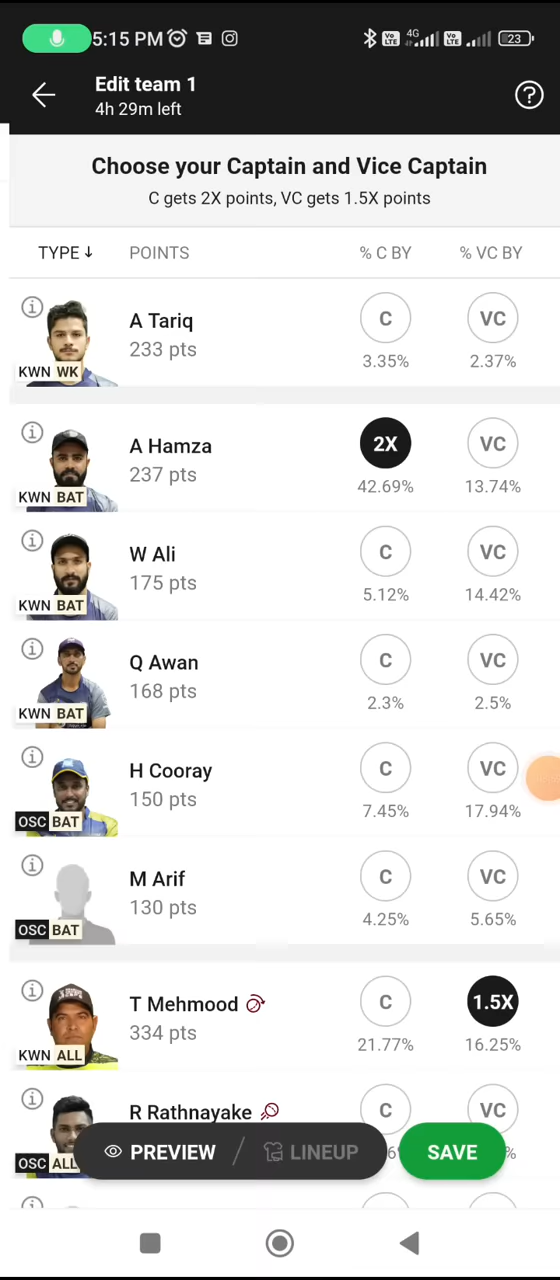 5:15 PM
Vo LTE 4G Vo LTE 23
Edit team 1
4h 29m left
?
Choose your Captain and Vice Captain
C gets 2X points, VC gets 1.5X points
TYPE ↓ POINTS % C BY % VC BY
A Tariq
233 pts
C VC
3.35% 2.37%
KWN WK
A Hamza
237 pts
2X VC
42.69% 13.74%
KWN BAT
W Ali
175 pts
C VC
5.12% 14.42%
KWN BAT
Q Awan
168 pts
C VC
2.3% 2.5%
KWN BAT
H Cooray
150 pts
C VC
7.45% 17.94%
OSC BAT
M Arif
130 pts
C VC
4.25% 5.65%
OSC BAT
T Mehmood
334 pts
C 1.5X
21.77% 16.25%
KWN ALL
R Rathnayake
C VC
OSC ALL
PREVIEW / LINEUP
SAVE